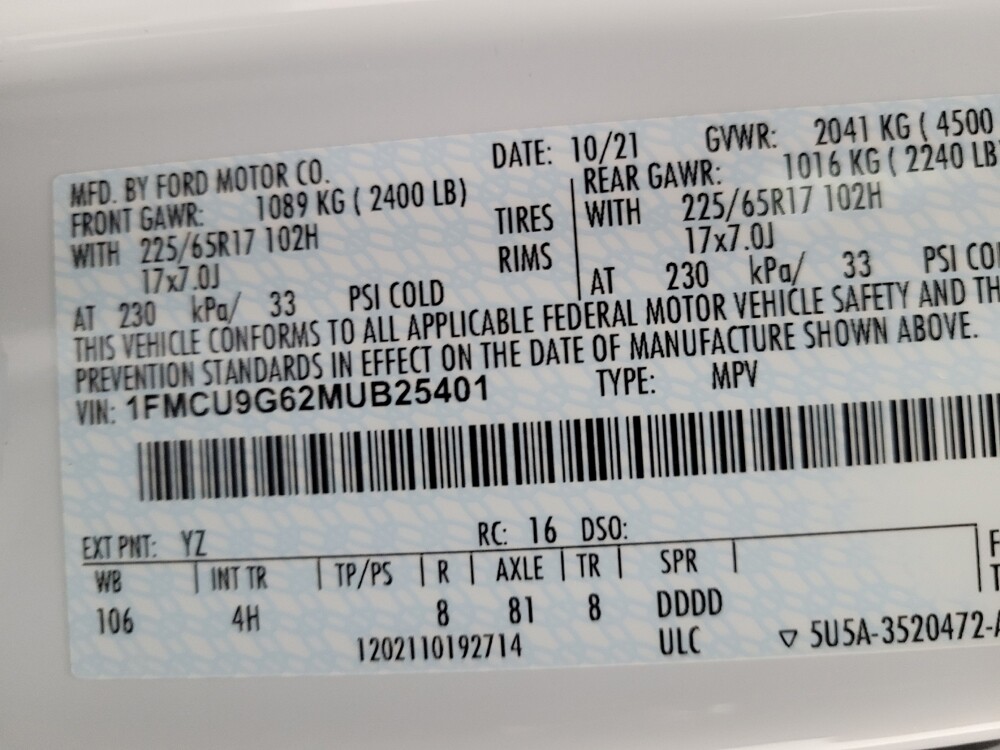 MFD. BY FORD MOTOR CO. DATE: 10/21 GVWR: 2041 KG ( 4500
FRONT GAWR: 1089 KG ( 2400 LB) REAR GAWR: 1016 KG ( 2240 LB
WITH 225/65R17 102H TIRES WITH 225/65R17 102H
17x7.0J RIMS 17x7.0J
AT 230 kPa/ 33 PSI COLD AT 230 kPa/ 33 PSI COL
THIS VEHICLE CONFORMS TO ALL APPLICABLE FEDERAL MOTOR VEHICLE SAFETY AND TH
PREVENTION STANDARDS IN EFFECT ON THE DATE OF MANUFACTURE SHOWN ABOVE.
VIN: 1FMCU9G62MUB25401 TYPE: MPV
EXT PNT: YZ RC: 16 DSO:
WB INT TR TP/PS R AXLE TR SPR
106 4H 8 81 8 DDDD
1202110192714 ULC ▽ 5U5A-3520472-A